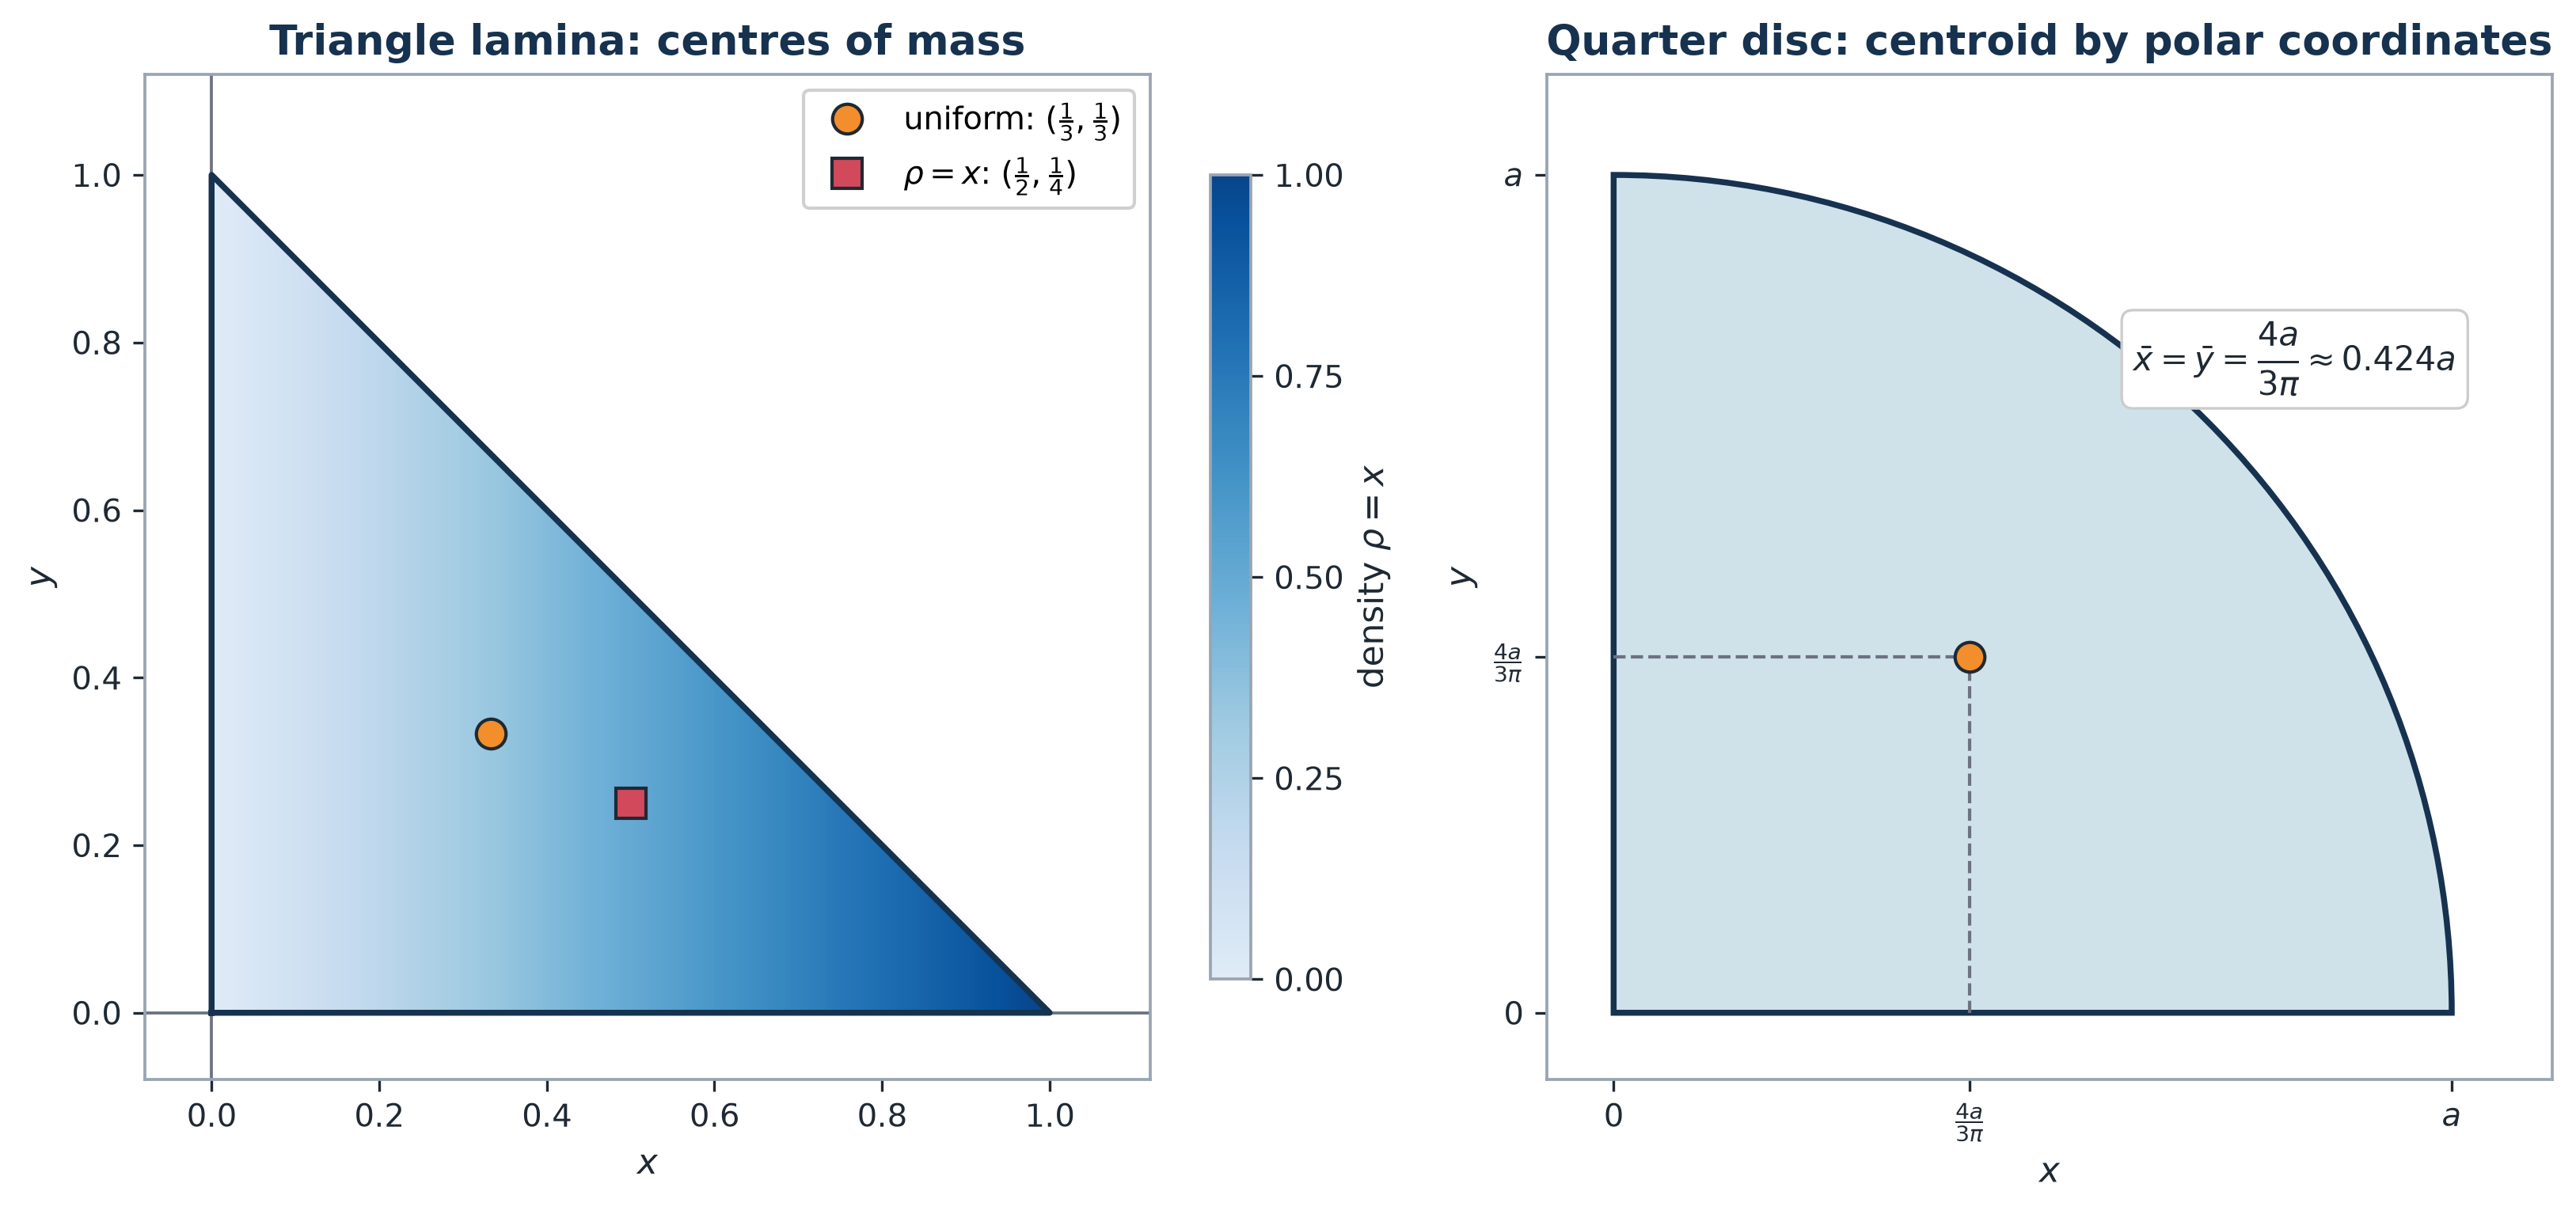 Triangle lamina: centres of mass
uniform: (1/3, 1/3)
ρ = x: (1/2, 1/4)
y
1.0
0.8
0.6
0.4
0.2
0.0
0.0 0.2 0.4 0.6 0.8 1.0
x
1.00
0.75
0.50
0.25
0.00
density ρ = x
Quarter disc: centroid by polar coordinates
x̄ = ȳ = 4a/3π ≈ 0.424a
y
a
4a/3π
0
0 4a/3π a
x